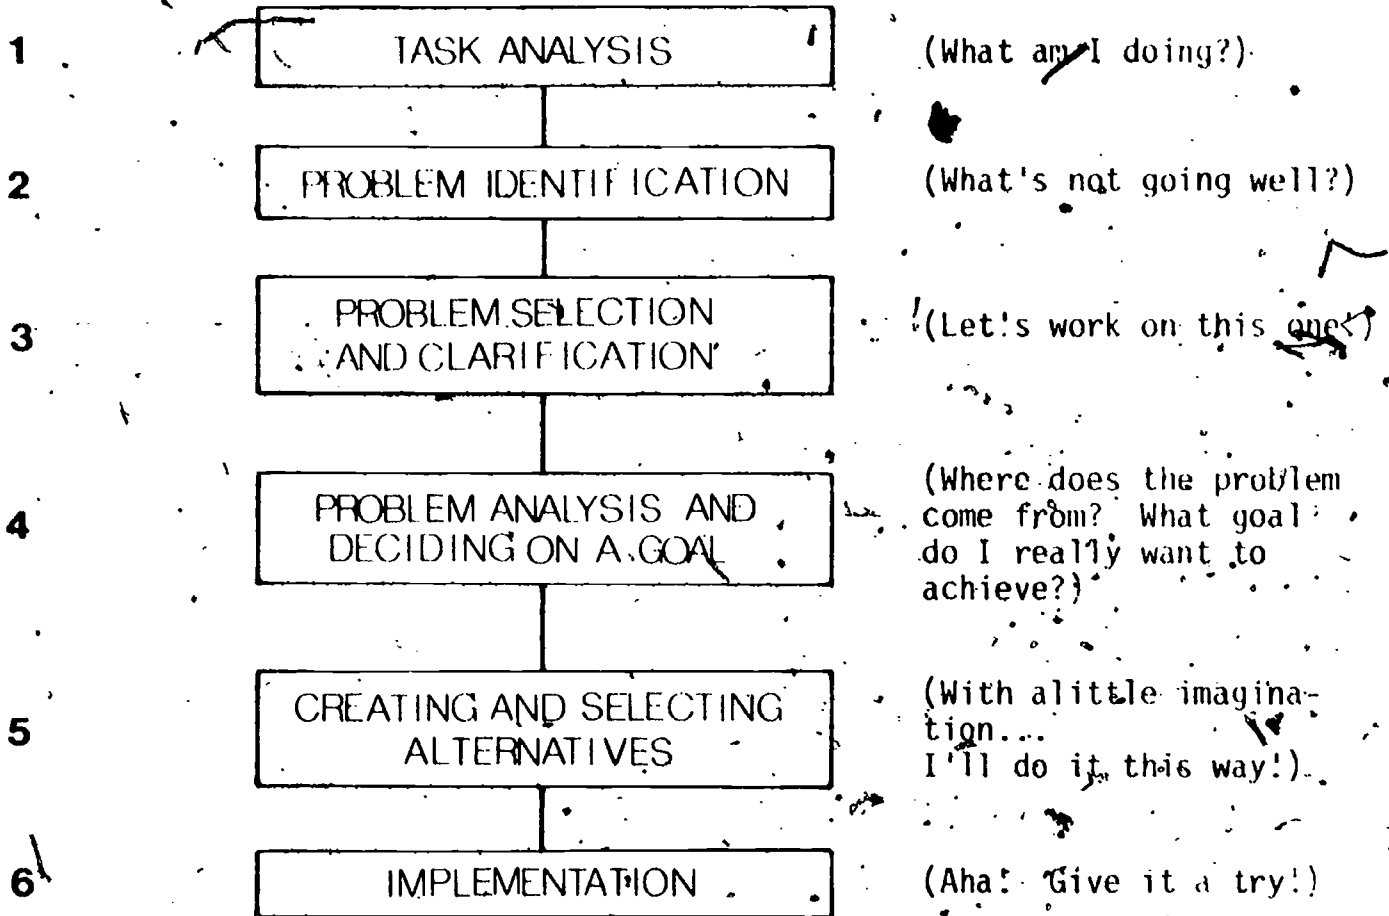 1 TASK ANALYSIS (What am I doing?)
2 PROBLEM IDENTIFICATION (What's not going well?)
3 PROBLEM SELECTION
AND CLARIFICATION
(Let's work on this one!)
4 PROBLEM ANALYSIS AND
DECIDING ON A GOAL
(Where does the problem
come from? What goal
do I really want to
achieve?)
5 CREATING AND SELECTING
ALTERNATIVES
(With alittle imagina-
tion...
I'll do it this way!)
6 IMPLEMENTATION (Aha! Give it a try!)